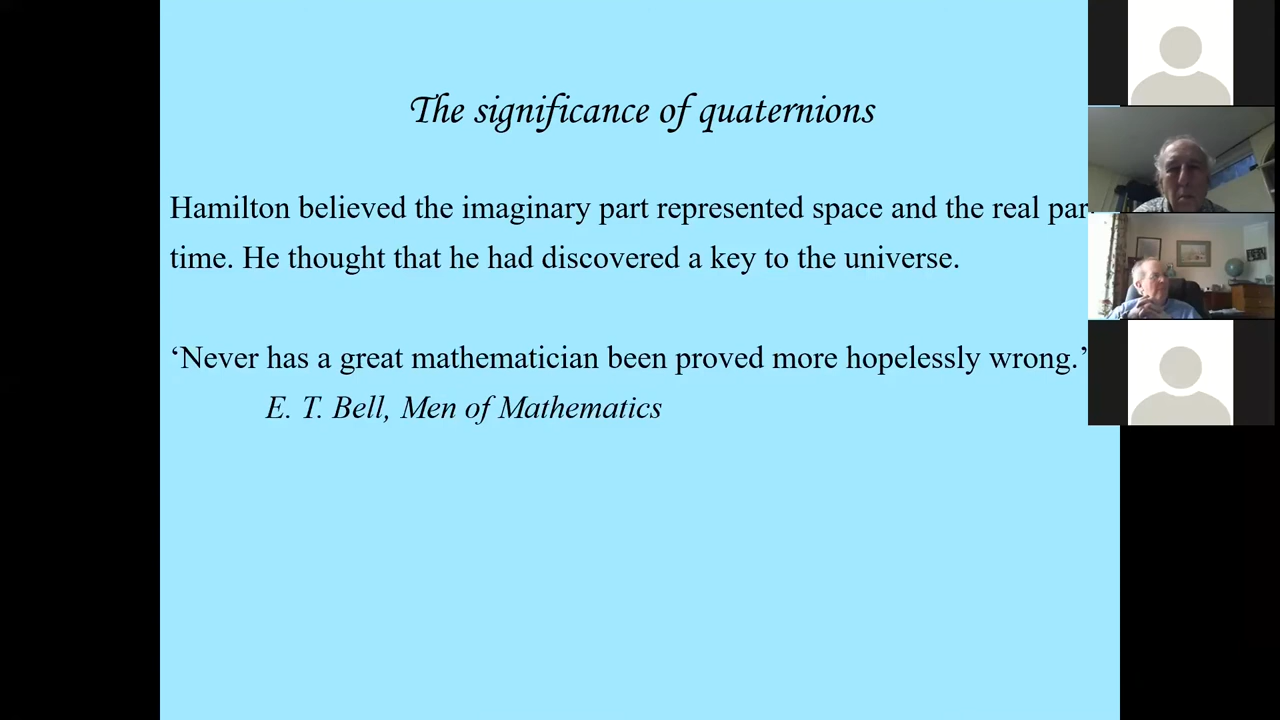 The significance of quaternions
Hamilton believed the imaginary part represented space and the real par
time. He thought that he had discovered a key to the universe.
‘Never has a great mathematician been proved more hopelessly wrong.’
E. T. Bell, Men of Mathematics